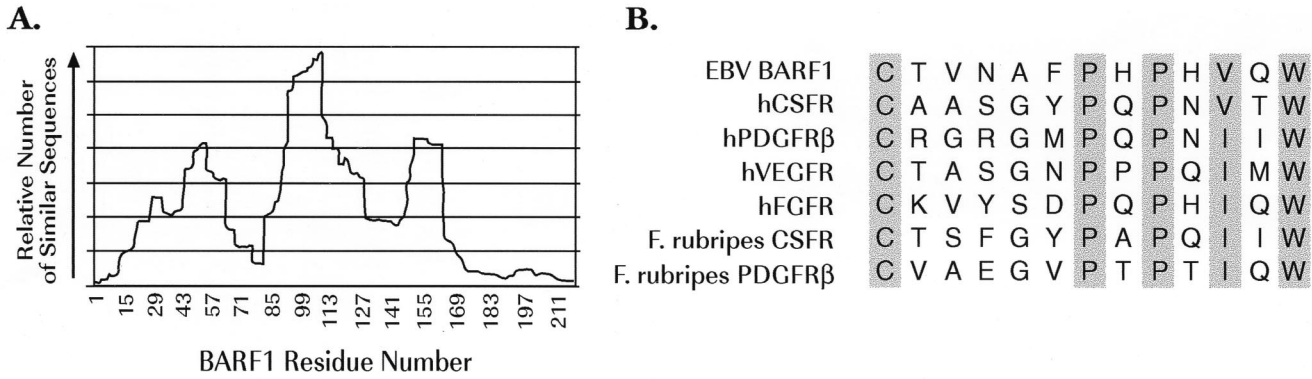 A.
Relative Number
of Similar Sequences
1 15 29 43 57 71 85 99 113 127 141 155 169 183 197 211
BARF1 Residue Number
B.
EBV BARF1 C T V N A F P H P H V Q W
hCSFR C A A S G Y P Q P N V T W
hPDGFRβ C R G R G M P Q P N I I W
hVEGFR C T A S G N P P P Q I M W
hFGFR C K V Y S D P Q P H I Q W
F. rubripes CSFR C T S F G Y P A P Q I I W
F. rubripes PDGFRβ C V A E G V P T P T I Q W